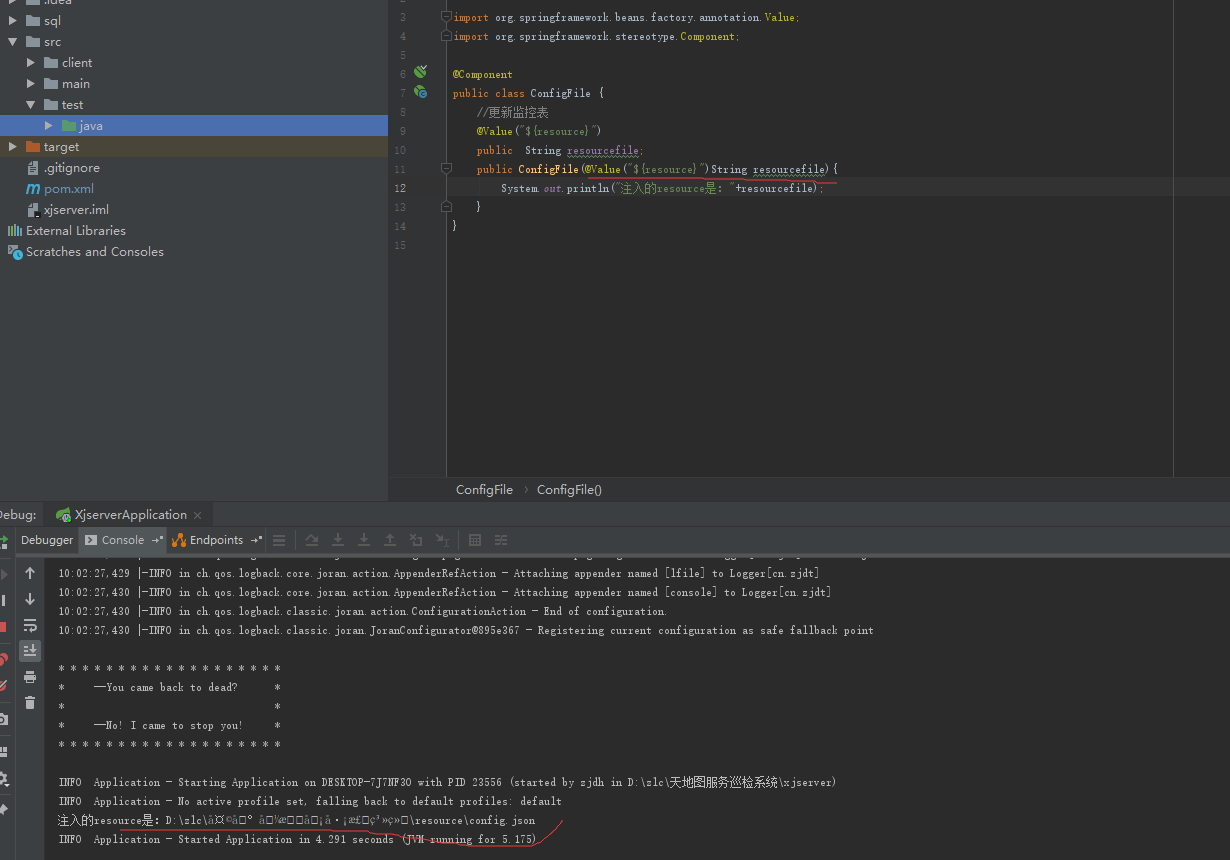 .idea
sql
src
client
main
test
java
target
.gitignore
pom.xml
xjserver.iml
External Libraries
Scratches and Consoles
3 import org.springframework.beans.factory.annotation.Value;
4 import org.springframework.stereotype.Component;
5
6 @Component
7 public class ConfigFile {
8 //更新监控表
9 @Value("${resource}")
10 public String resourcefile;
11 public ConfigFile(@Value("${resource}")String resourcefile){
12 System.out.println("注入的resource是: "+resourcefile);
13 }
14 }
15
ConfigFile › ConfigFile()
Debug: XjserverApplication ×
Debugger Console Endpoints
10:02:27,429 |-INFO in ch.qos.logback.core.joran.action.AppenderRefAction - Attaching appender named [lfile] to Logger[cn.zjdt]
10:02:27,430 |-INFO in ch.qos.logback.core.joran.action.AppenderRefAction - Attaching appender named [console] to Logger[cn.zjdt]
10:02:27,430 |-INFO in ch.qos.logback.classic.joran.action.ConfigurationAction - End of configuration.
10:02:27,430 |-INFO in ch.qos.logback.classic.joran.JoranConfigurator@895e367 - Registering current configuration as safe fallback point
* * * * * * * * * * * * * * * * * * *
* —You came back to dead? *
* *
* —No! I came to stop you! *
* * * * * * * * * * * * * * * * * * *
INFO Application - Starting Application on DESKTOP-7J7NF30 with PID 23556 (started by zjdh in D:\zlc\天地图服务巡检系统\xjserver)
INFO Application - No active profile set, falling back to default profiles: default
注入的resource是: D:\zlc\ \resource\config.json
INFO Application - Started Application in 4.291 seconds (JVM running for 5.175)